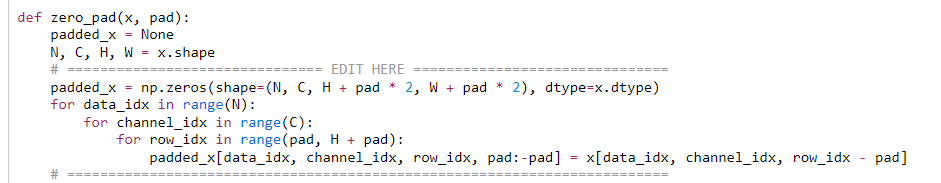 def zero_pad(x, pad):
    padded_x = None
    N, C, H, W = x.shape
    # =============================== EDIT HERE ===============================
    padded_x = np.zeros(shape=(N, C, H + pad * 2, W + pad * 2), dtype=x.dtype)
    for data_idx in range(N):
        for channel_idx in range(C):
            for row_idx in range(pad, H + pad):
                padded_x[data_idx, channel_idx, row_idx, pad:-pad] = x[data_idx, channel_idx, row_idx - pad]
    # =========================================================================